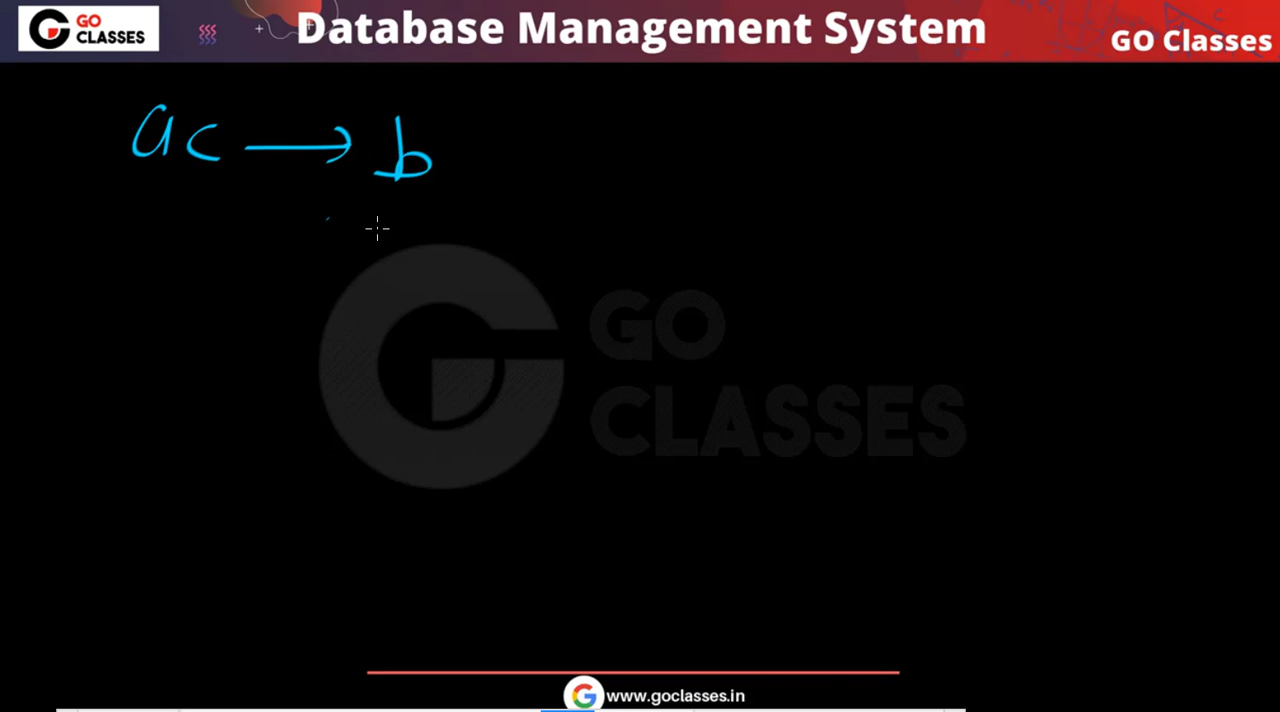 GO
CLASSES
Database Management System
GO Classes
ac → b
GO
CLASSES
www.goclasses.in